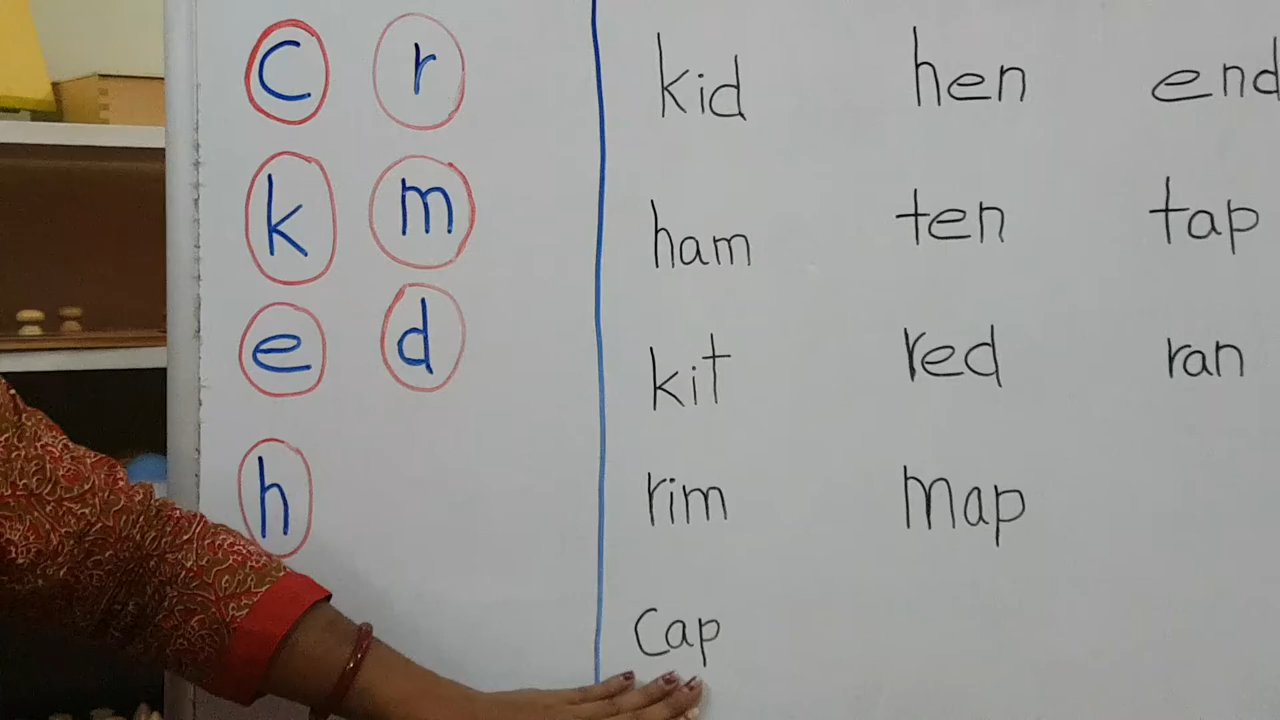 c r
k m
e d
h
kid hen end
ham ten tap
kit red ran
rim map
cap